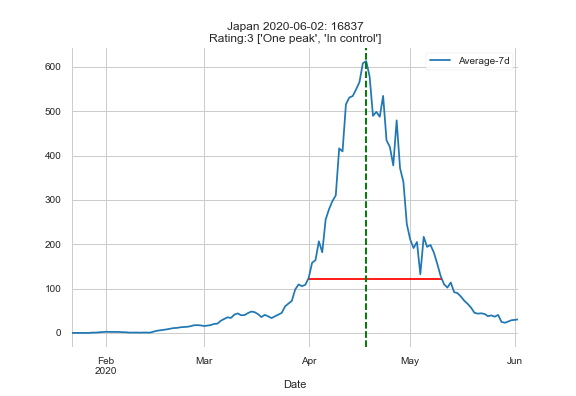 Japan 2020-06-02: 16837
Rating:3 ['One peak', 'In control']
Average-7d
600
500
400
300
200
100
0
Feb
2020
Mar
Apr
May
Jun
Date